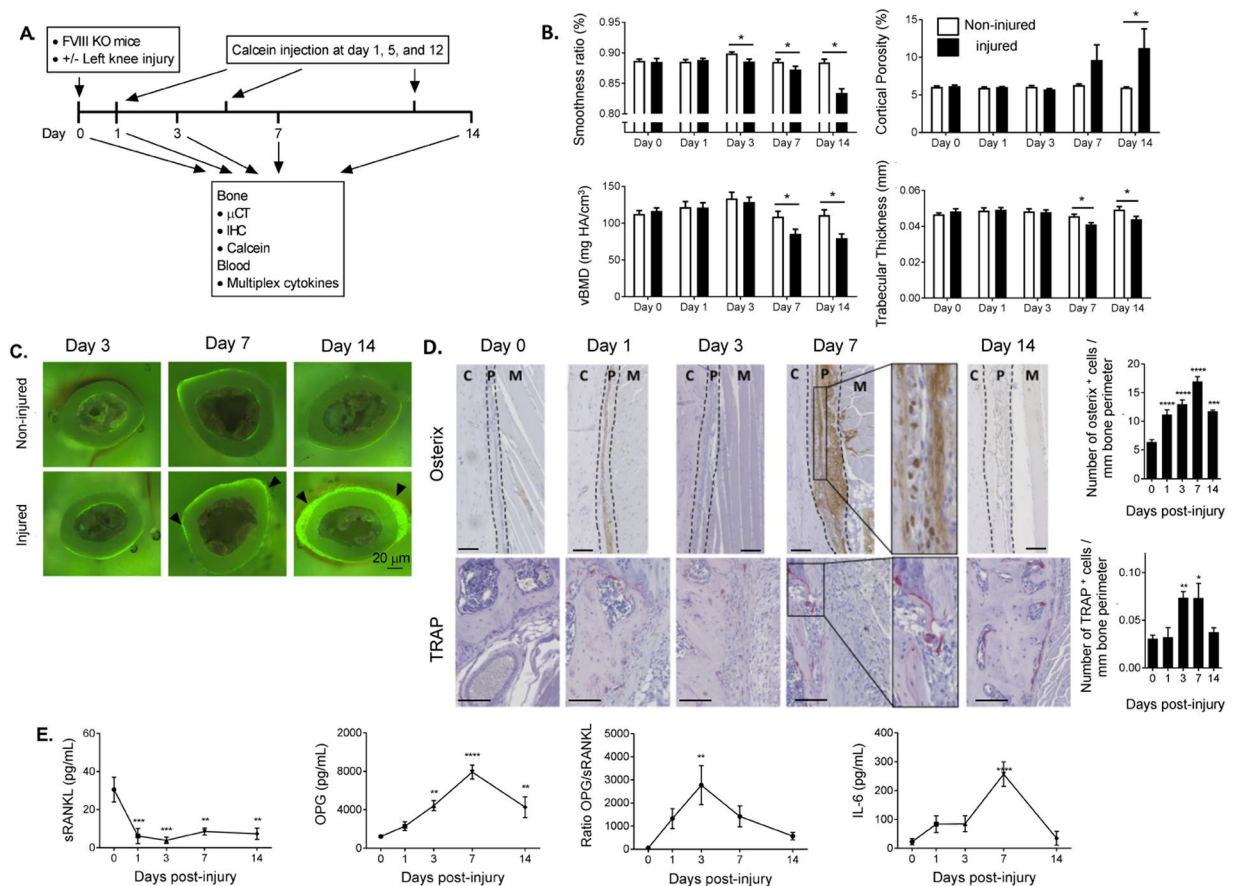 A.
• FVIII KO mice
• +/- Left knee injury
Calcein injection at day 1, 5, and 12
Day 0 1 3 7 14
Bone
• μCT
• IHC
• Calcein
Blood
• Multiplex cytokines
B.
Smoothness ratio (%)
0.95
0.90
0.85
0.80
* * *
Day 0 Day 1 Day 3 Day 7 Day 14
Cortical Porosity (%)
15
10
5
0
Non-injured
injured
*
Day 0 Day 1 Day 3 Day 7 Day 14
vBMD (mg HA/cm³)
150
100
50
0
* *
Day 0 Day 1 Day 3 Day 7 Day 14
Trabecular Thickness (mm)
0.06
0.04
0.02
0.00
* *
Day 0 Day 1 Day 3 Day 7 Day 14
C.
Day 3 Day 7 Day 14
Non-injured
Injured
20 μm
D.
Day 0 Day 1 Day 3 Day 7 Day 14
Osterix
C P M C P M C P M C P M C P M
TRAP
Number of osterix⁺ cells /
mm bone perimeter
20
15
10
5
0
**** **** **** ***
0 1 3 7 14
Days post-injury
Number of TRAP⁺ cells /
mm bone perimeter
0.10
0.05
0.00
** *
0 1 3 7 14
Days post-injury
E.
sRANKL (pg/mL)
60
40
20
0
*** *** ** **
0 1 3 7 14
Days post-injury
OPG (pg/mL)
12000
8000
4000
0
** **** **
0 1 3 7 14
Days post-injury
Ratio OPG/sRANKL
5000
4000
3000
2000
1000
0
**
0 1 3 7 14
Days post-injury
IL-6 (pg/mL)
400
300
200
100
0
****
0 1 3 7 14
Days post-injury